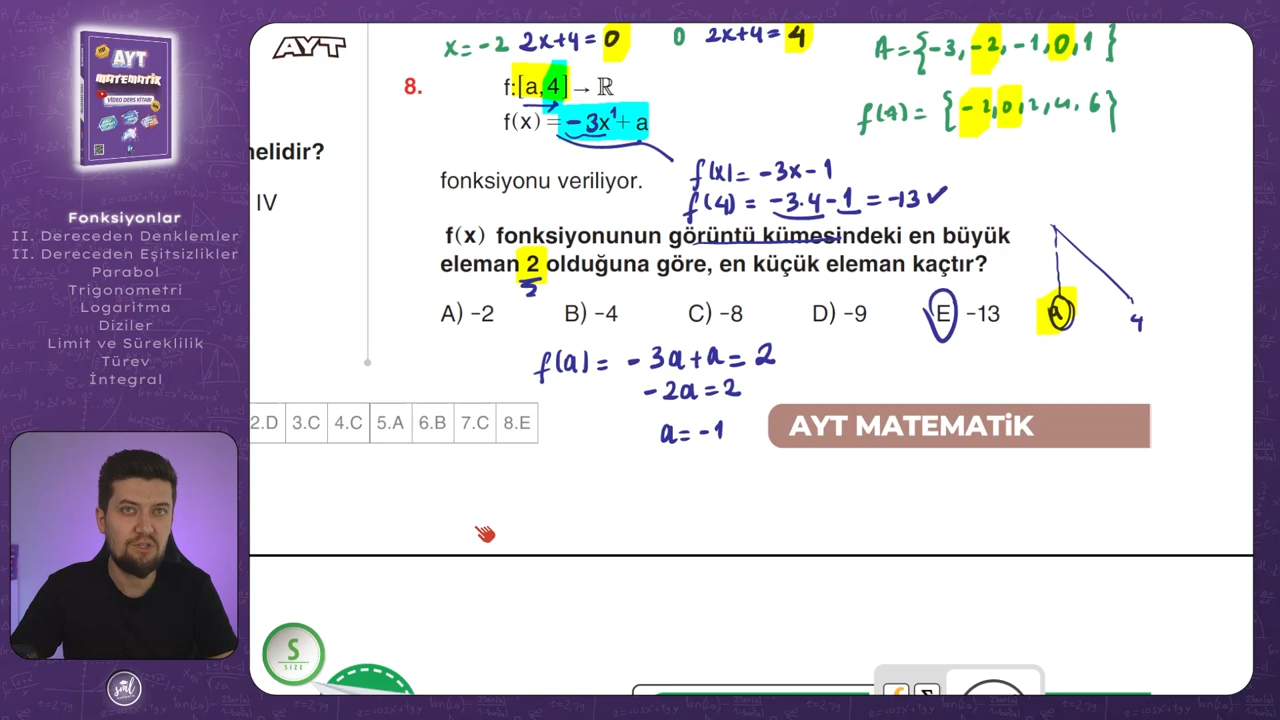 AYT
MATEMATİK
VİDEO DERS KİTABI
Fonksiyonlar
II. Dereceden Denklemler
II. Dereceden Eşitsizlikler
Parabol
Trigonometri
Logaritma
Diziler
Limit ve Süreklilik
Türev
İntegral
sml
AYT
nelidir?
IV
x = -2 2x+4 = 0 0 2x+4 = 4
A = {-3, -2, -1, 0, 1}
f(A) = {-2, 0, 2, 4, 6}
8. f:[a, 4] → ℝ
f(x) = -3x¹ + a
fonksiyonu veriliyor.
f(x) = -3x - 1
f(4) = -3.4 - 1 = -13 ✓
f(x) fonksiyonunun görüntü kümesindeki en büyük
eleman 2 olduğuna göre, en küçük eleman kaçtır?
A) -2 B) -4 C) -8 D) -9 E) -13
a 4
f(a) = -3a + a = 2
-2a = 2
a = -1
2.D 3.C 4.C 5.A 6.B 7.C 8.E
AYT MATEMATİK
S
SIZE